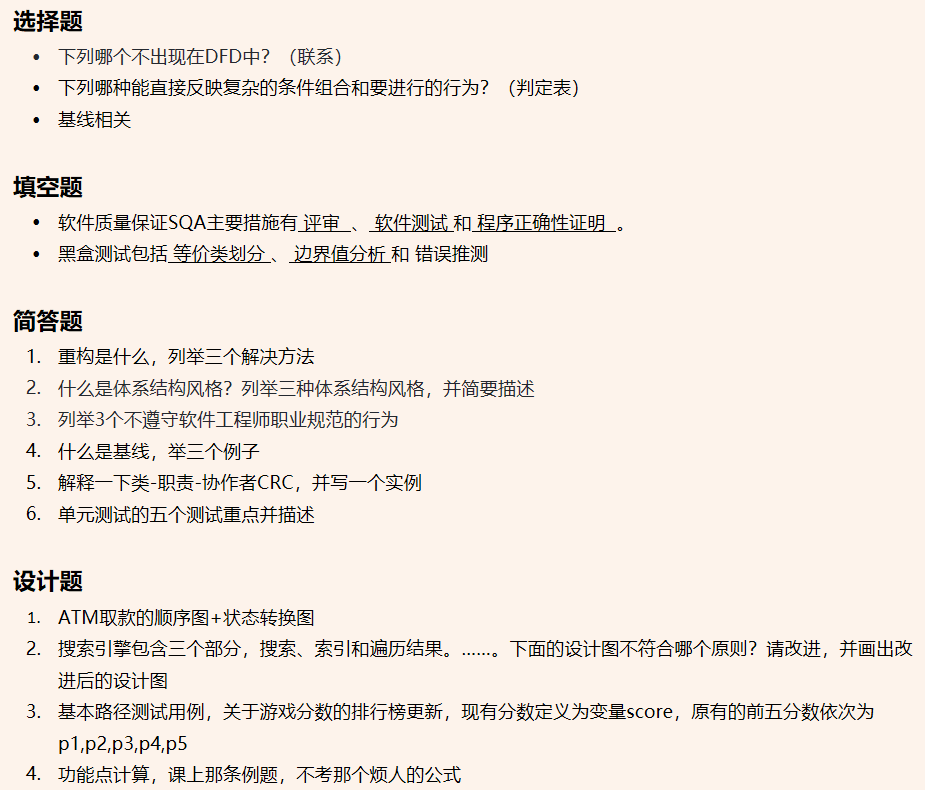 选择题
• 下列哪个不出现在DFD中？（联系）
• 下列哪种能直接反映复杂的条件组合和要进行的行为？（判定表）
• 基线相关
填空题
• 软件质量保证SQA主要措施有 评审 、 软件测试 和 程序正确性证明 。
• 黑盒测试包括 等价类划分 、 边界值分析 和 错误推测
简答题
1. 重构是什么，列举三个解决方法
2. 什么是体系结构风格？列举三种体系结构风格，并简要描述
3. 列举3个不遵守软件工程师职业规范的行为
4. 什么是基线，举三个例子
5. 解释一下类-职责-协作者CRC，并写一个实例
6. 单元测试的五个测试重点并描述
设计题
1. ATM取款的顺序图+状态转换图
2. 搜索引擎包含三个部分，搜索、索引和遍历结果。……。下面的设计图不符合哪个原则？请改进，并画出改
进后的设计图
3. 基本路径测试用例，关于游戏分数的排行榜更新，现有分数定义为变量score，原有的前五分数依次为
p1,p2,p3,p4,p5
4. 功能点计算，课上那条例题，不考那个烦人的公式